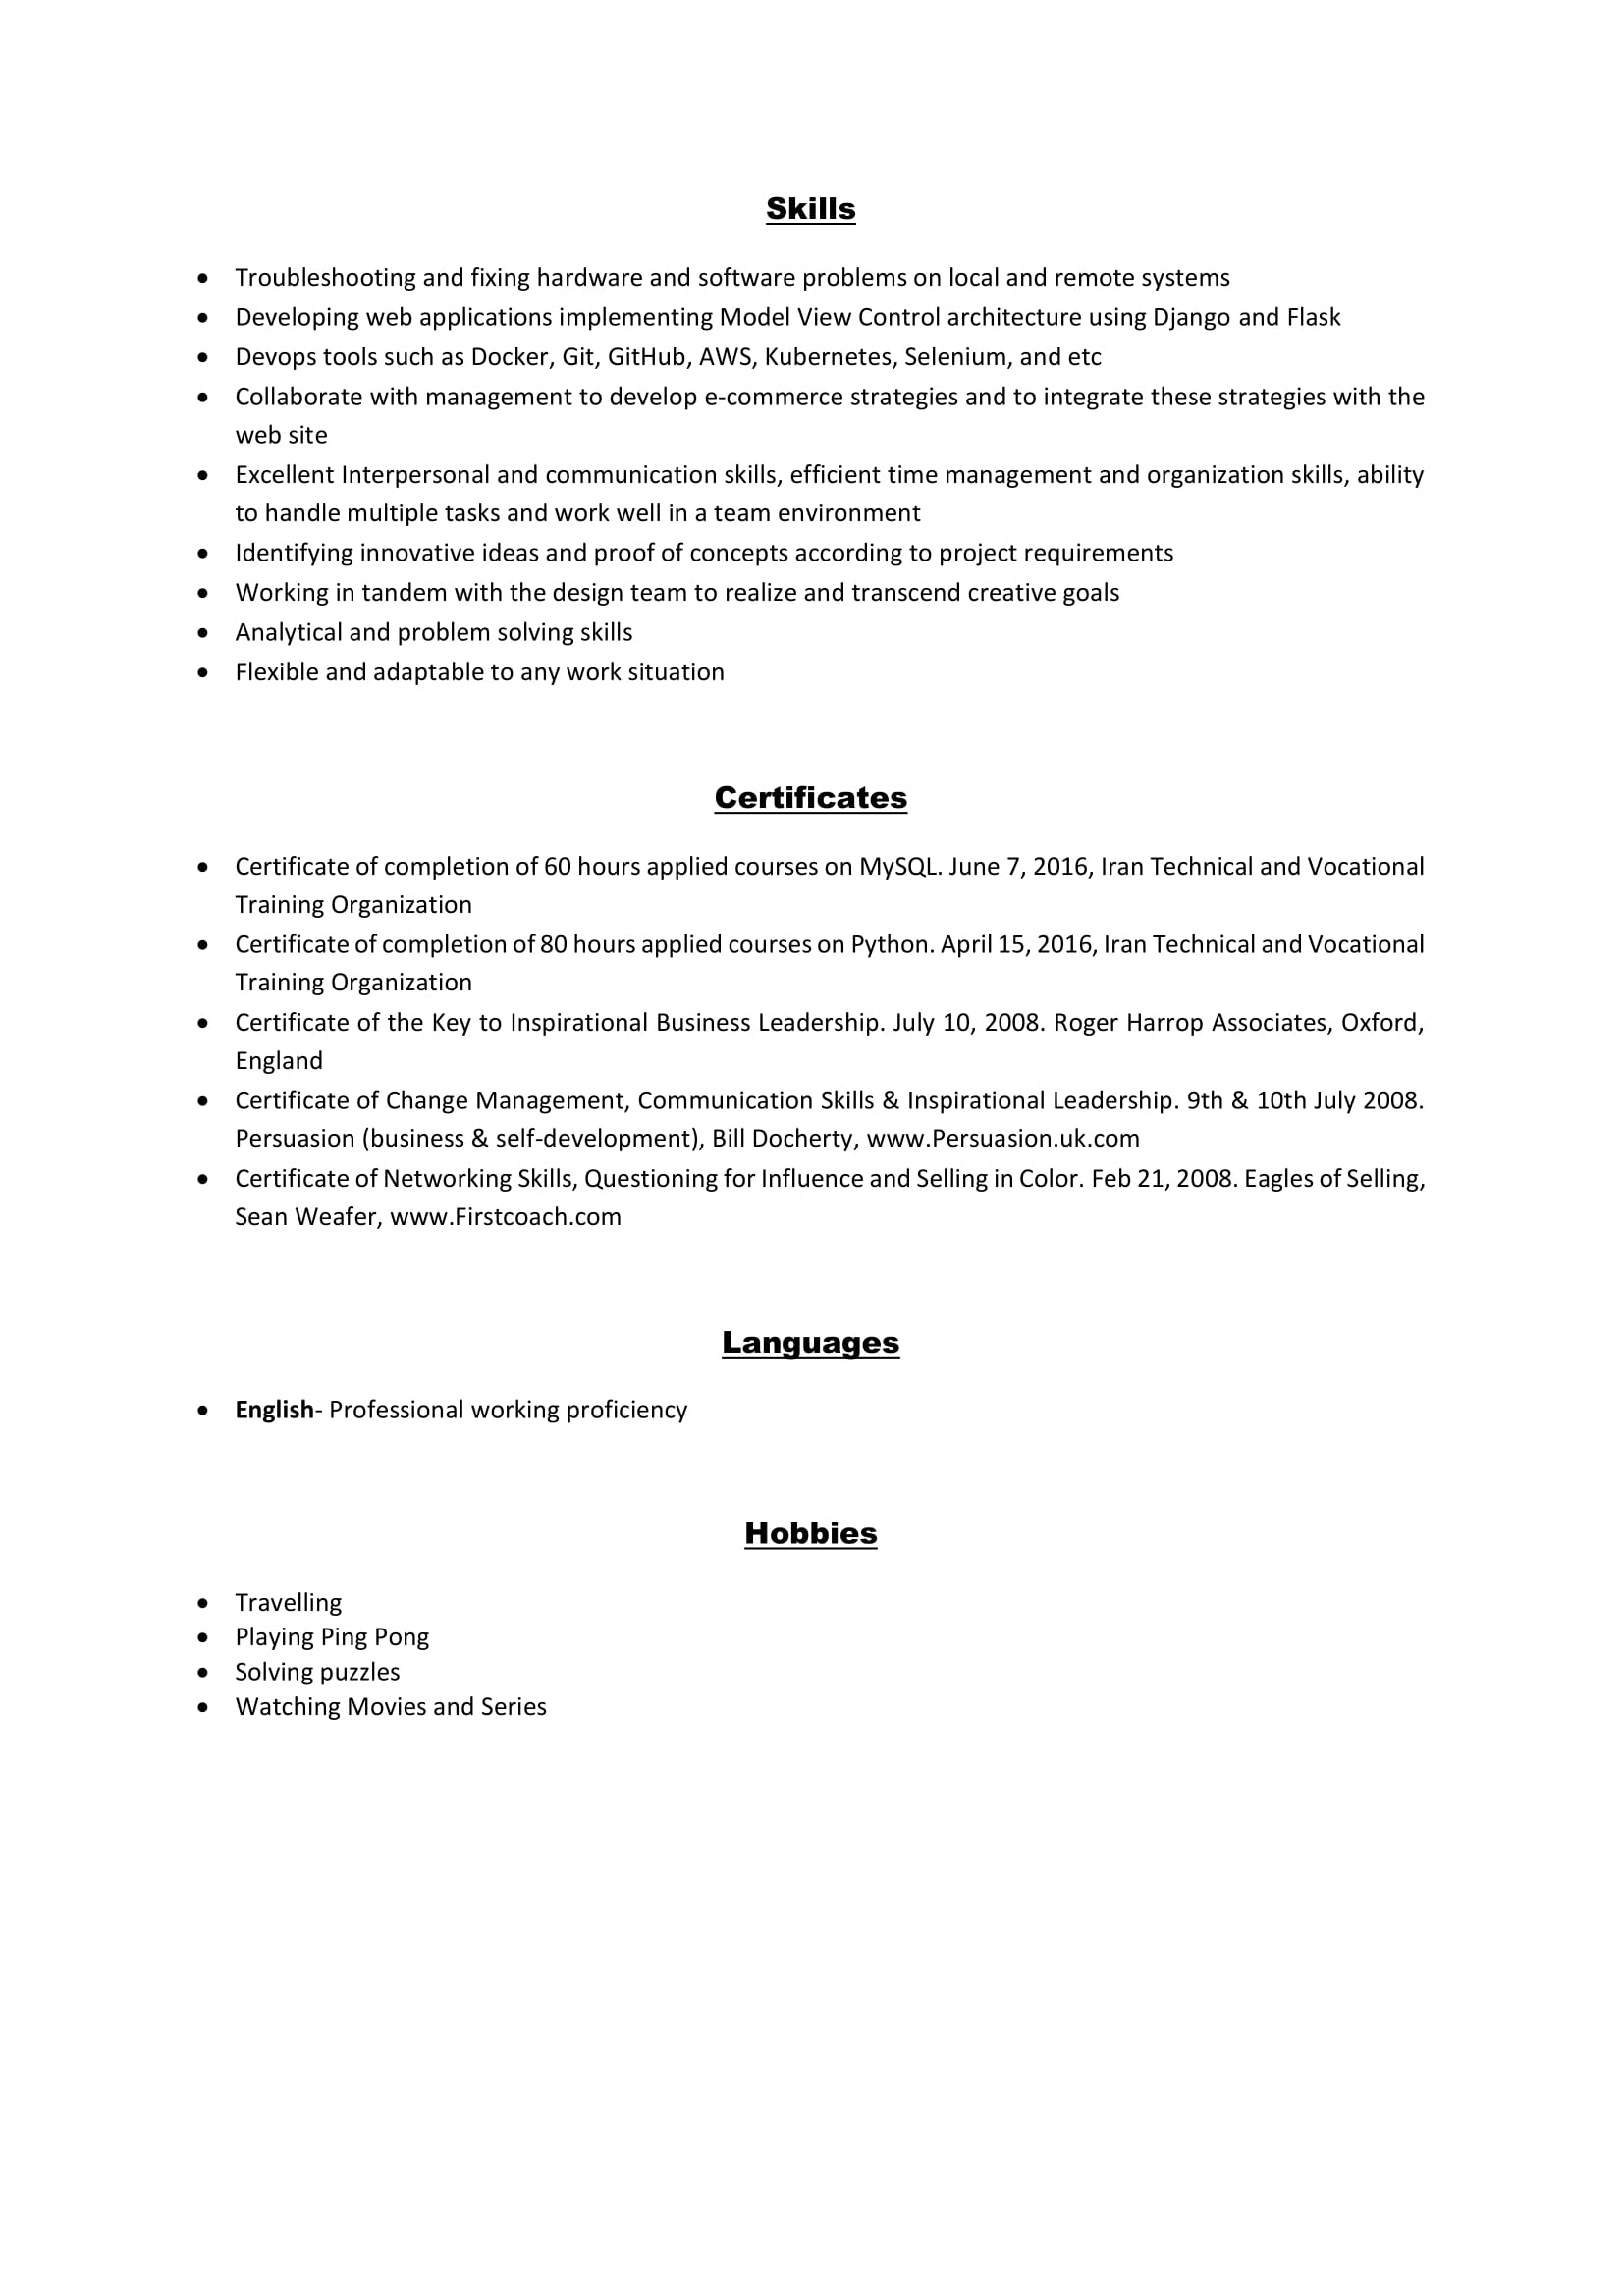 Skills
• Troubleshooting and fixing hardware and software problems on local and remote systems
• Developing web applications implementing Model View Control architecture using Django and Flask
• Devops tools such as Docker, Git, GitHub, AWS, Kubernetes, Selenium, and etc
• Collaborate with management to develop e-commerce strategies and to integrate these strategies with the
web site
• Excellent Interpersonal and communication skills, efficient time management and organization skills, ability
to handle multiple tasks and work well in a team environment
• Identifying innovative ideas and proof of concepts according to project requirements
• Working in tandem with the design team to realize and transcend creative goals
• Analytical and problem solving skills
• Flexible and adaptable to any work situation
Certificates
• Certificate of completion of 60 hours applied courses on MySQL. June 7, 2016, Iran Technical and Vocational
Training Organization
• Certificate of completion of 80 hours applied courses on Python. April 15, 2016, Iran Technical and Vocational
Training Organization
• Certificate of the Key to Inspirational Business Leadership. July 10, 2008. Roger Harrop Associates, Oxford,
England
• Certificate of Change Management, Communication Skills & Inspirational Leadership. 9th & 10th July 2008.
Persuasion (business & self-development), Bill Docherty, www.Persuasion.uk.com
• Certificate of Networking Skills, Questioning for Influence and Selling in Color. Feb 21, 2008. Eagles of Selling,
Sean Weafer, www.Firstcoach.com
Languages
• English- Professional working proficiency
Hobbies
• Travelling
• Playing Ping Pong
• Solving puzzles
• Watching Movies and Series